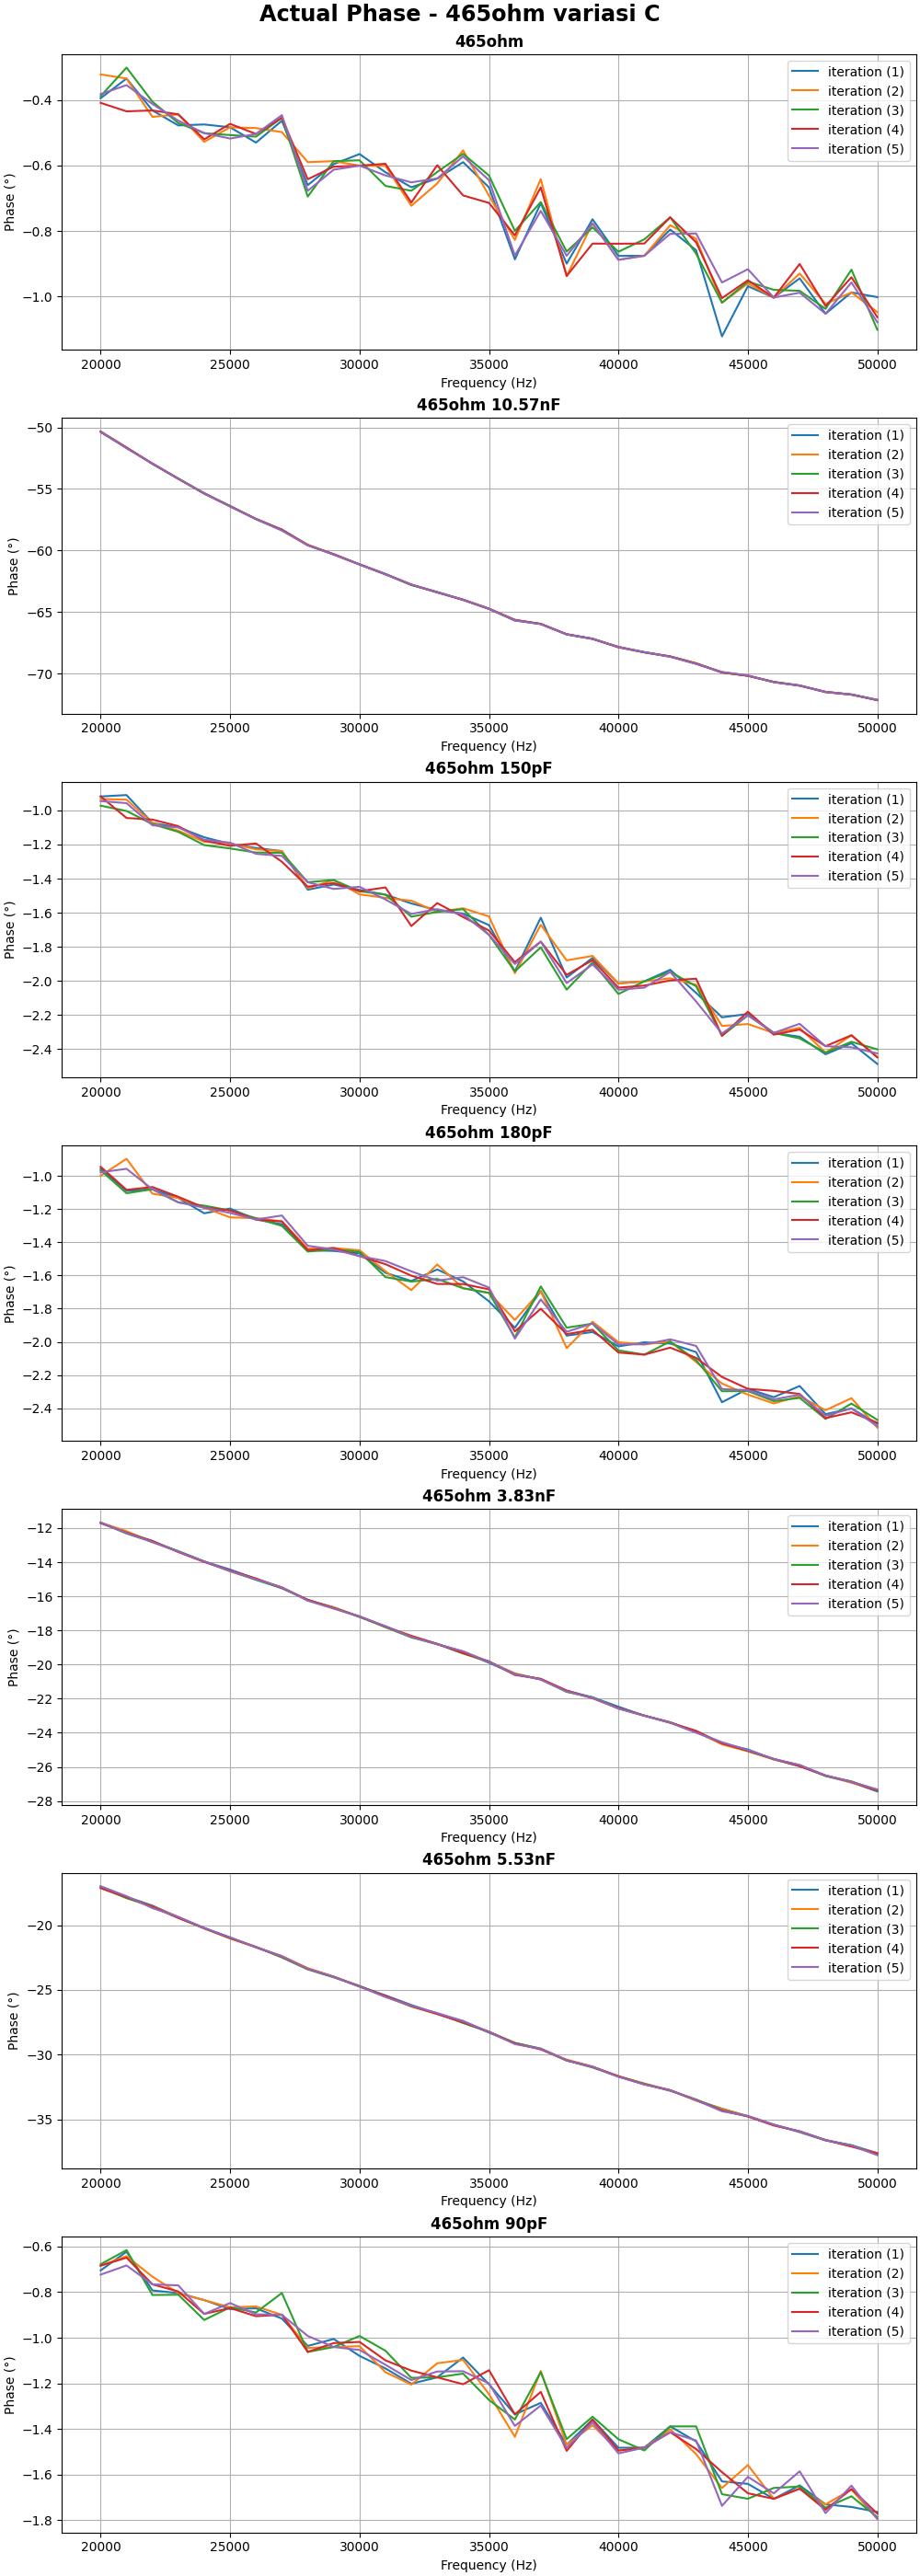 Actual Phase - 465ohm variasi C
465ohm
iteration (1)
iteration (2)
iteration (3)
iteration (4)
iteration (5)
Phase (°)
−0.4
−0.6
−0.8
−1.0
20000 25000 30000 35000 40000 45000 50000
Frequency (Hz)
465ohm 10.57nF
iteration (1)
iteration (2)
iteration (3)
iteration (4)
iteration (5)
Phase (°)
−50
−55
−60
−65
−70
20000 25000 30000 35000 40000 45000 50000
Frequency (Hz)
465ohm 150pF
iteration (1)
iteration (2)
iteration (3)
iteration (4)
iteration (5)
Phase (°)
−1.0
−1.2
−1.4
−1.6
−1.8
−2.0
−2.2
−2.4
20000 25000 30000 35000 40000 45000 50000
Frequency (Hz)
465ohm 180pF
iteration (1)
iteration (2)
iteration (3)
iteration (4)
iteration (5)
Phase (°)
−1.0
−1.2
−1.4
−1.6
−1.8
−2.0
−2.2
−2.4
20000 25000 30000 35000 40000 45000 50000
Frequency (Hz)
465ohm 3.83nF
iteration (1)
iteration (2)
iteration (3)
iteration (4)
iteration (5)
Phase (°)
−12
−14
−16
−18
−20
−22
−24
−26
−28
20000 25000 30000 35000 40000 45000 50000
Frequency (Hz)
465ohm 5.53nF
iteration (1)
iteration (2)
iteration (3)
iteration (4)
iteration (5)
Phase (°)
−20
−25
−30
−35
20000 25000 30000 35000 40000 45000 50000
Frequency (Hz)
465ohm 90pF
iteration (1)
iteration (2)
iteration (3)
iteration (4)
iteration (5)
Phase (°)
−0.6
−0.8
−1.0
−1.2
−1.4
−1.6
−1.8
20000 25000 30000 35000 40000 45000 50000
Frequency (Hz)